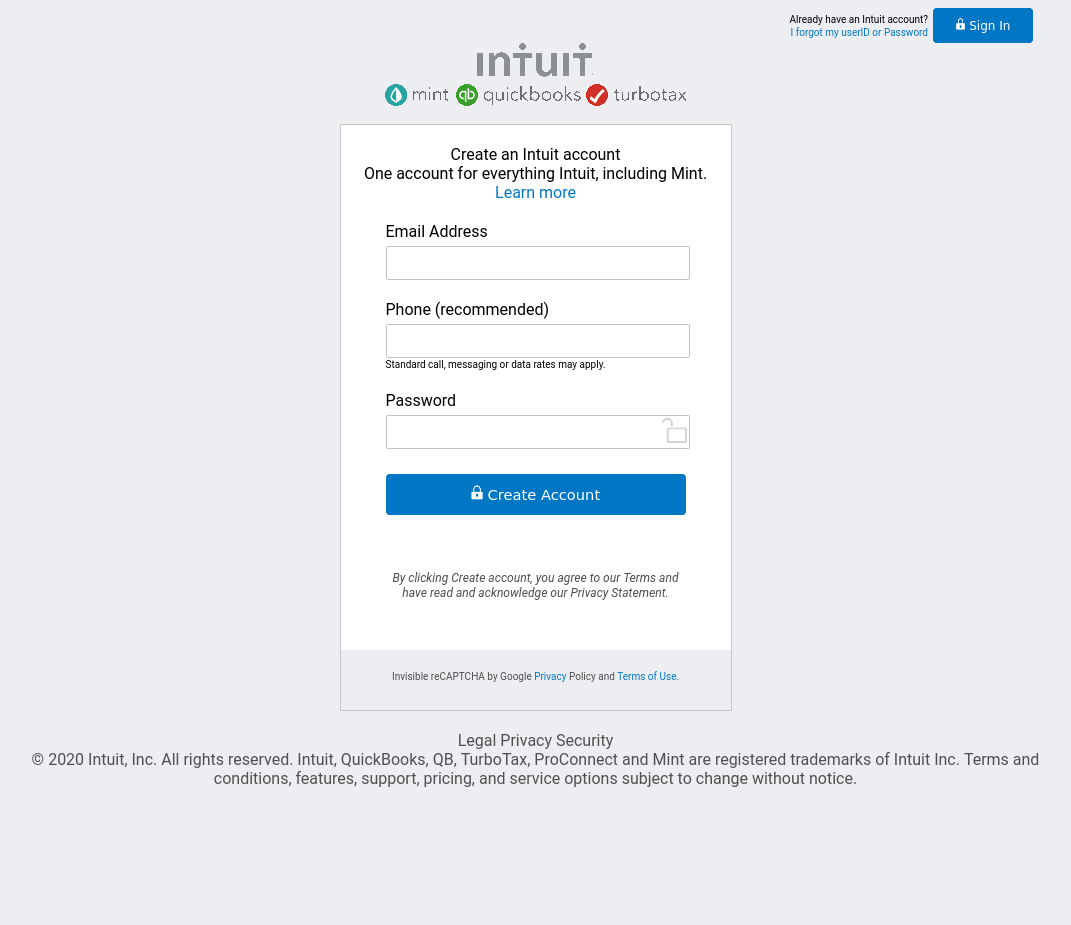 Already have an Intuit account?
I forgot my userID or Password
Sign In
intuit
mint qb quickbooks turbotax
Create an Intuit account
One account for everything Intuit, including Mint.
Learn more
Email Address
Phone (recommended)
Standard call, messaging or data rates may apply.
Password
Create Account
By clicking Create account, you agree to our Terms and
have read and acknowledge our Privacy Statement.
Invisible reCAPTCHA by Google Privacy Policy and Terms of Use.
Legal Privacy Security
© 2020 Intuit, Inc. All rights reserved. Intuit, QuickBooks, QB, TurboTax, ProConnect and Mint are registered trademarks of Intuit Inc. Terms and
conditions, features, support, pricing, and service options subject to change without notice.